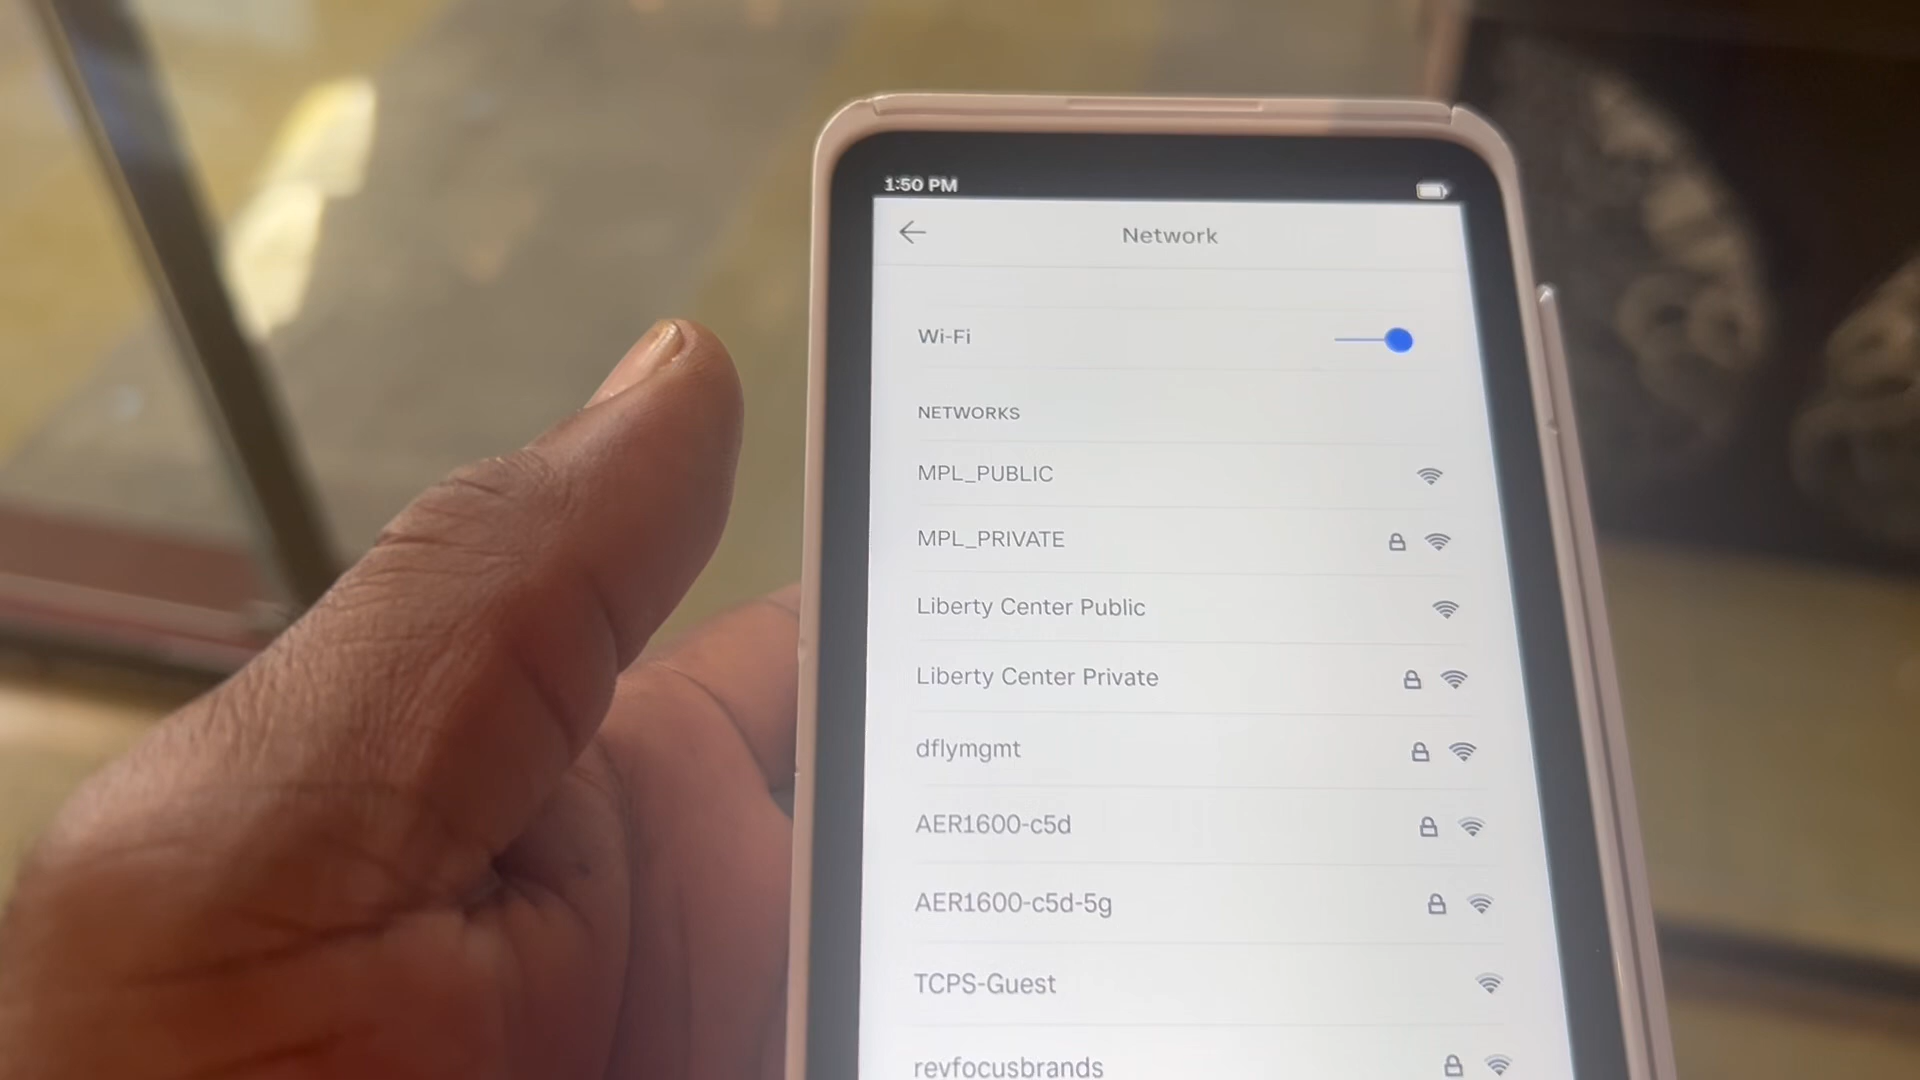 1:50 PM
Network
Wi-Fi
NETWORKS
MPL_PUBLIC
MPL_PRIVATE
Liberty Center Public
Liberty Center Private
dflymgmt
AER1600-c5d
AER1600-c5d-5g
TCPS-Guest
revfocusbrands